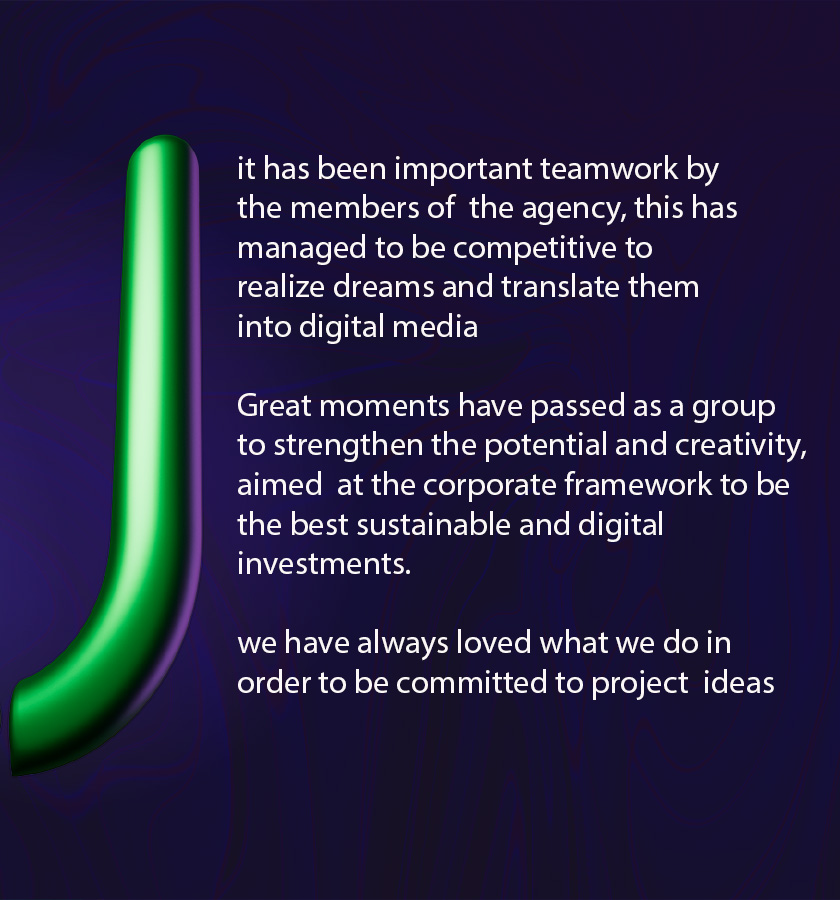 it has been important teamwork by
the members of  the agency, this has
managed to be competitive to
realize dreams and translate them
into digital media
Great moments have passed as a group
to strengthen the potential and creativity,
aimed  at the corporate framework to be
the best sustainable and digital
investments.
we have always loved what we do in
order to be committed to project  ideas